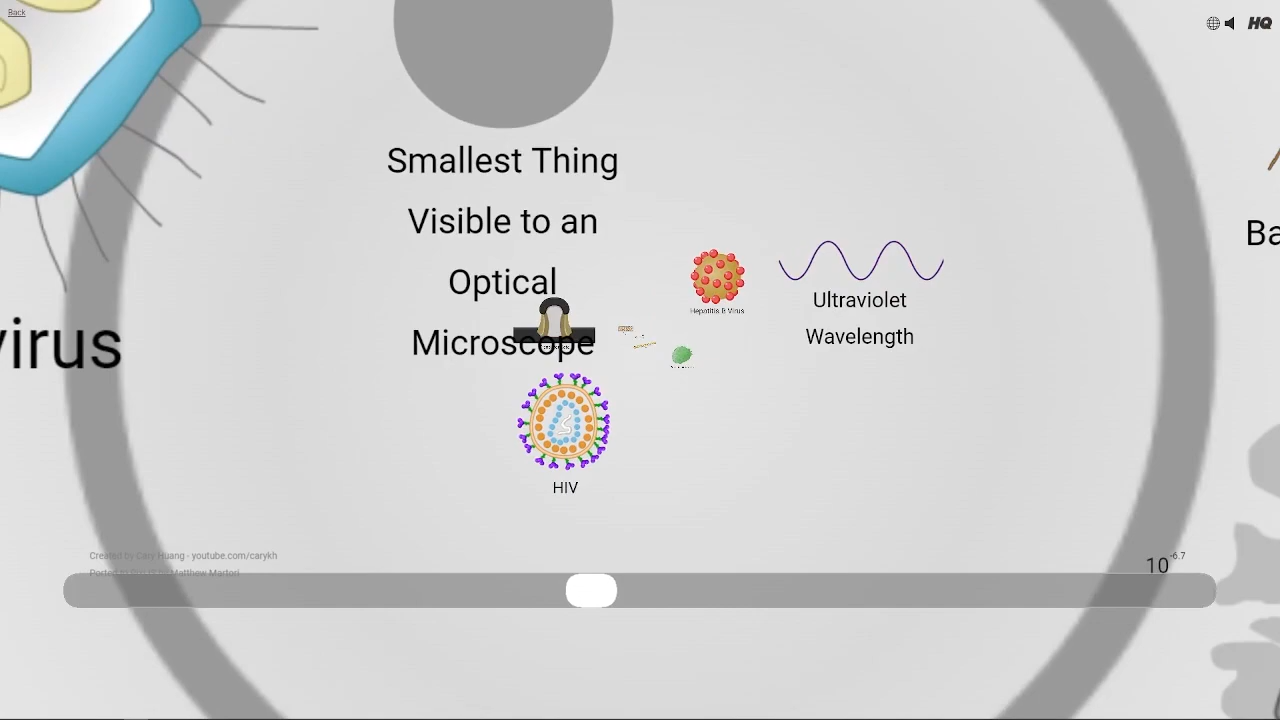 Back
HQ
Smallest Thing
Visible to an
Optical
Microscope
Hepatitis B Virus
Ultraviolet
Wavelength
virus
Ba
HIV
Created by Cary Huang - youtube.com/carykh
10^-6.7